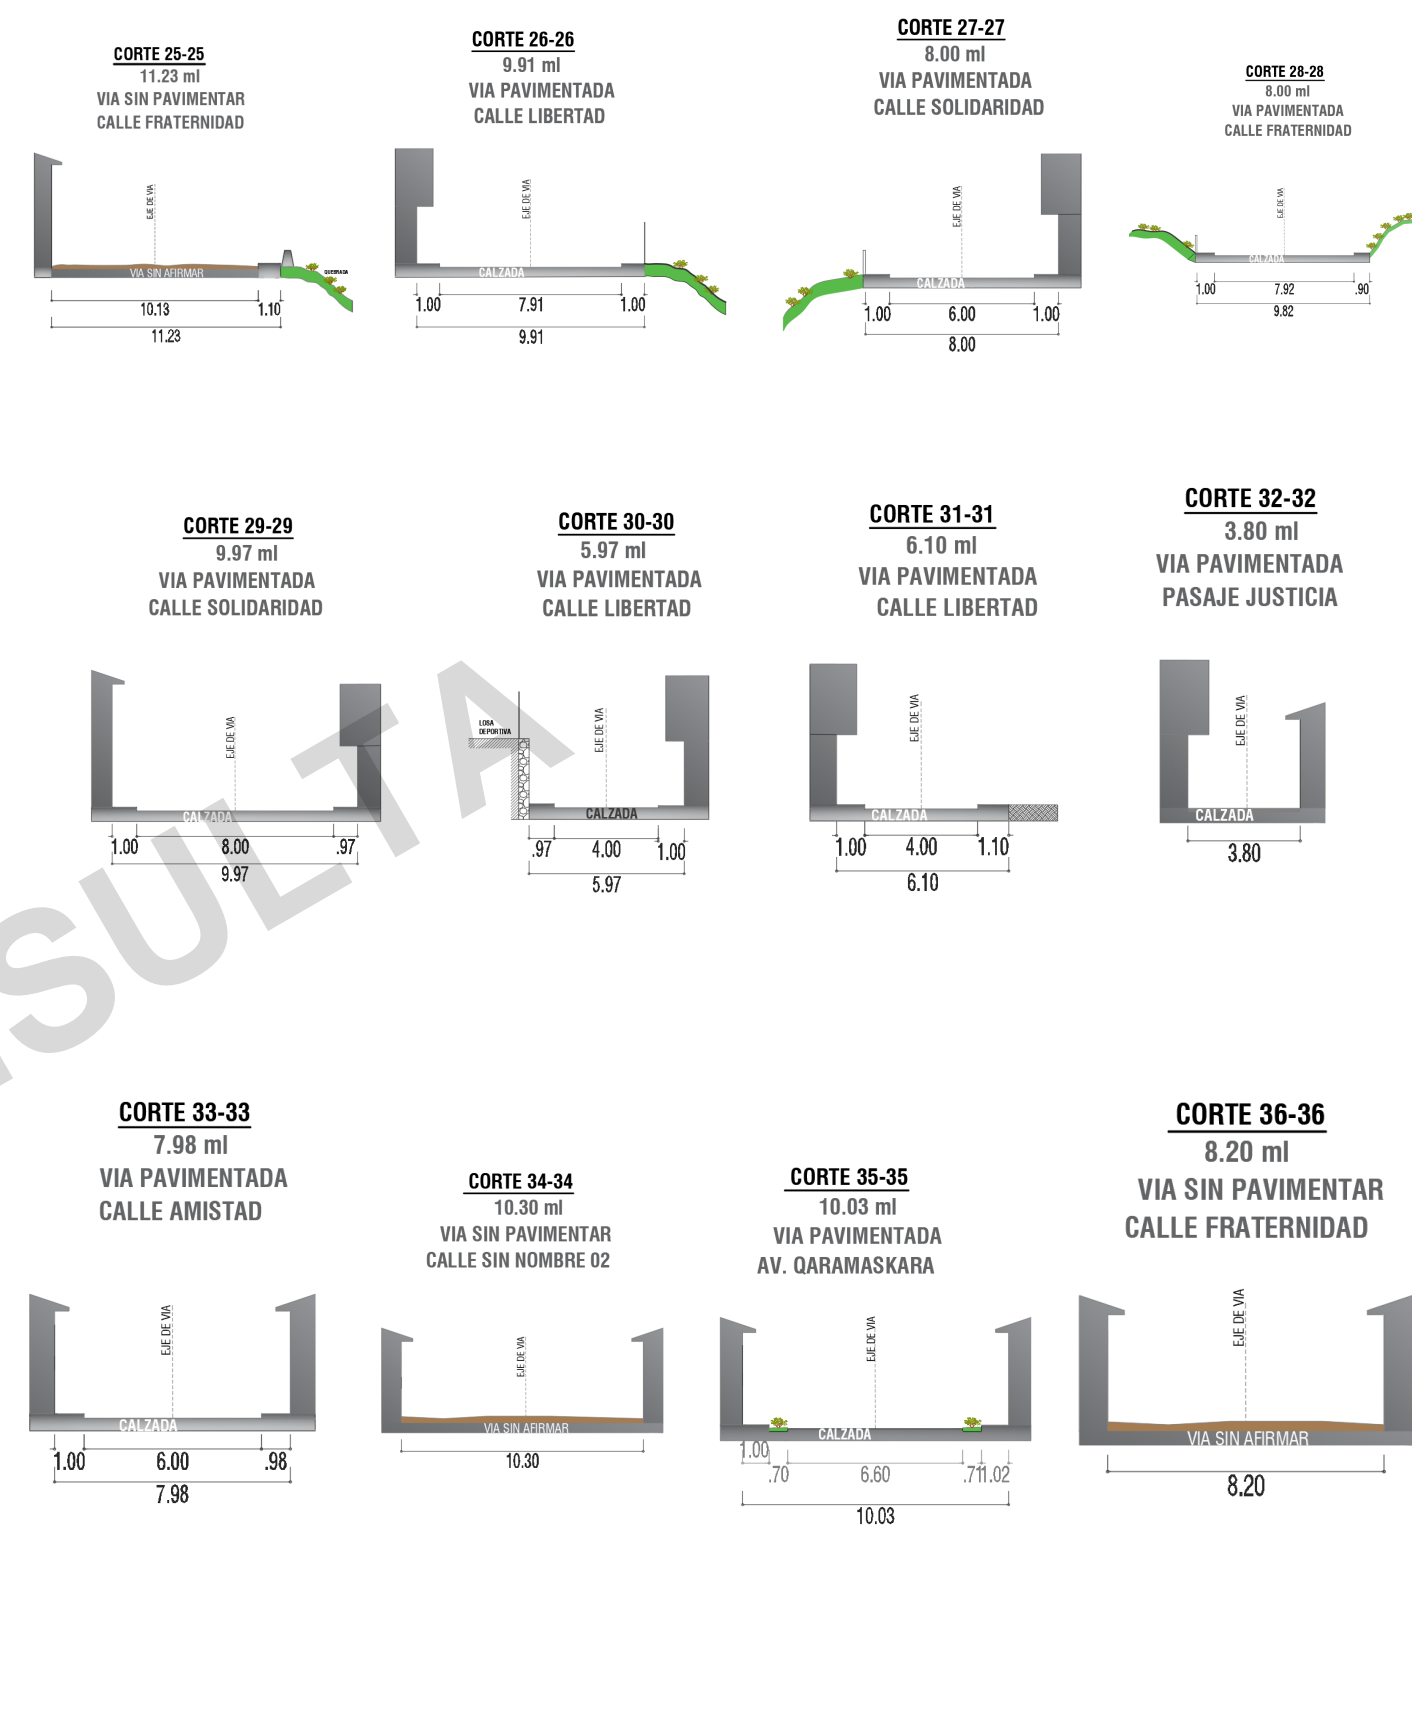 CORTE 25-25
11.23 ml
VIA SIN PAVIMENTAR
CALLE FRATERNIDAD
EJE DE VIA
VIA SIN AFIRMAR
QUEBRADA
10.13 1.10
11.23
CORTE 26-26
9.91 ml
VIA PAVIMENTADA
CALLE LIBERTAD
EJE DE VIA
CALZADA
1.00 7.91 1.00
9.91
CORTE 27-27
8.00 ml
VIA PAVIMENTADA
CALLE SOLIDARIDAD
EJE DE VIA
CALZADA
1.00 6.00 1.00
8.00
CORTE 28-28
8.00 ml
VIA PAVIMENTADA
CALLE FRATERNIDAD
EJE DE VIA
CALZADA
1.00 7.92 .90
9.82
CORTE 29-29
9.97 ml
VIA PAVIMENTADA
CALLE SOLIDARIDAD
EJE DE VIA
CALZADA
1.00 8.00 .97
9.97
CORTE 30-30
5.97 ml
VIA PAVIMENTADA
CALLE LIBERTAD
LOSA
DEPORTIVA
EJE DE VIA
CALZADA
.97 4.00 1.00
5.97
CORTE 31-31
6.10 ml
VIA PAVIMENTADA
CALLE LIBERTAD
EJE DE VIA
CALZADA
1.00 4.00 1.10
6.10
CORTE 32-32
3.80 ml
VIA PAVIMENTADA
PASAJE JUSTICIA
EJE DE VIA
CALZADA
3.80
SULTA
CORTE 33-33
7.98 ml
VIA PAVIMENTADA
CALLE AMISTAD
EJE DE VIA
CALZADA
1.00 6.00 .98
7.98
CORTE 34-34
10.30 ml
VIA SIN PAVIMENTAR
CALLE SIN NOMBRE 02
EJE DE VIA
VIA SIN AFIRMAR
10.30
CORTE 35-35
10.03 ml
VIA PAVIMENTADA
AV. QARAMASKARA
EJE DE VIA
CALZADA
1.00 .70 6.60 .71 1.02
10.03
CORTE 36-36
8.20 ml
VIA SIN PAVIMENTAR
CALLE FRATERNIDAD
EJE DE VIA
VIA SIN AFIRMAR
8.20